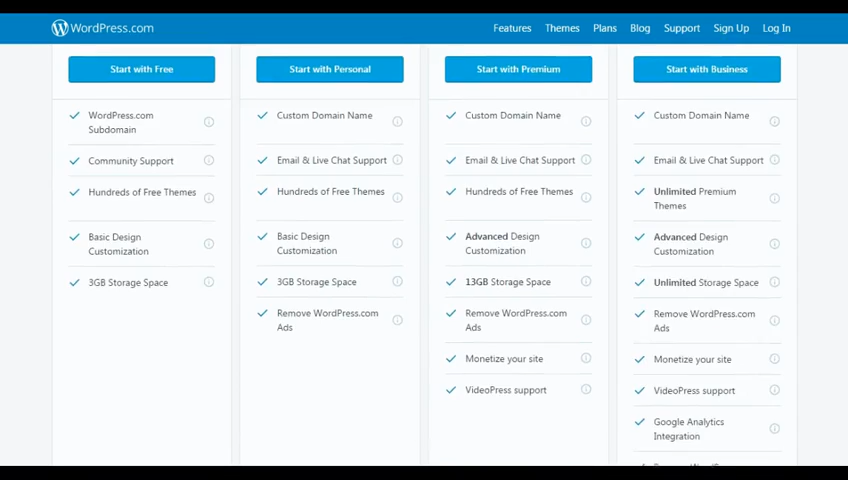 WordPress.com
Features Themes Plans Blog Support Sign Up Log In
Start with Free
WordPress.com
Subdomain
Community Support
Hundreds of Free Themes
Basic Design
Customization
3GB Storage Space
Start with Personal
Custom Domain Name
Email & Live Chat Support
Hundreds of Free Themes
Basic Design
Customization
3GB Storage Space
Remove WordPress.com
Ads
Start with Premium
Custom Domain Name
Email & Live Chat Support
Hundreds of Free Themes
Advanced Design
Customization
13GB Storage Space
Remove WordPress.com
Ads
Monetize your site
VideoPress support
Start with Business
Custom Domain Name
Email & Live Chat Support
Unlimited Premium
Themes
Advanced Design
Customization
Unlimited Storage Space
Remove WordPress.com
Ads
Monetize your site
VideoPress support
Google Analytics
Integration